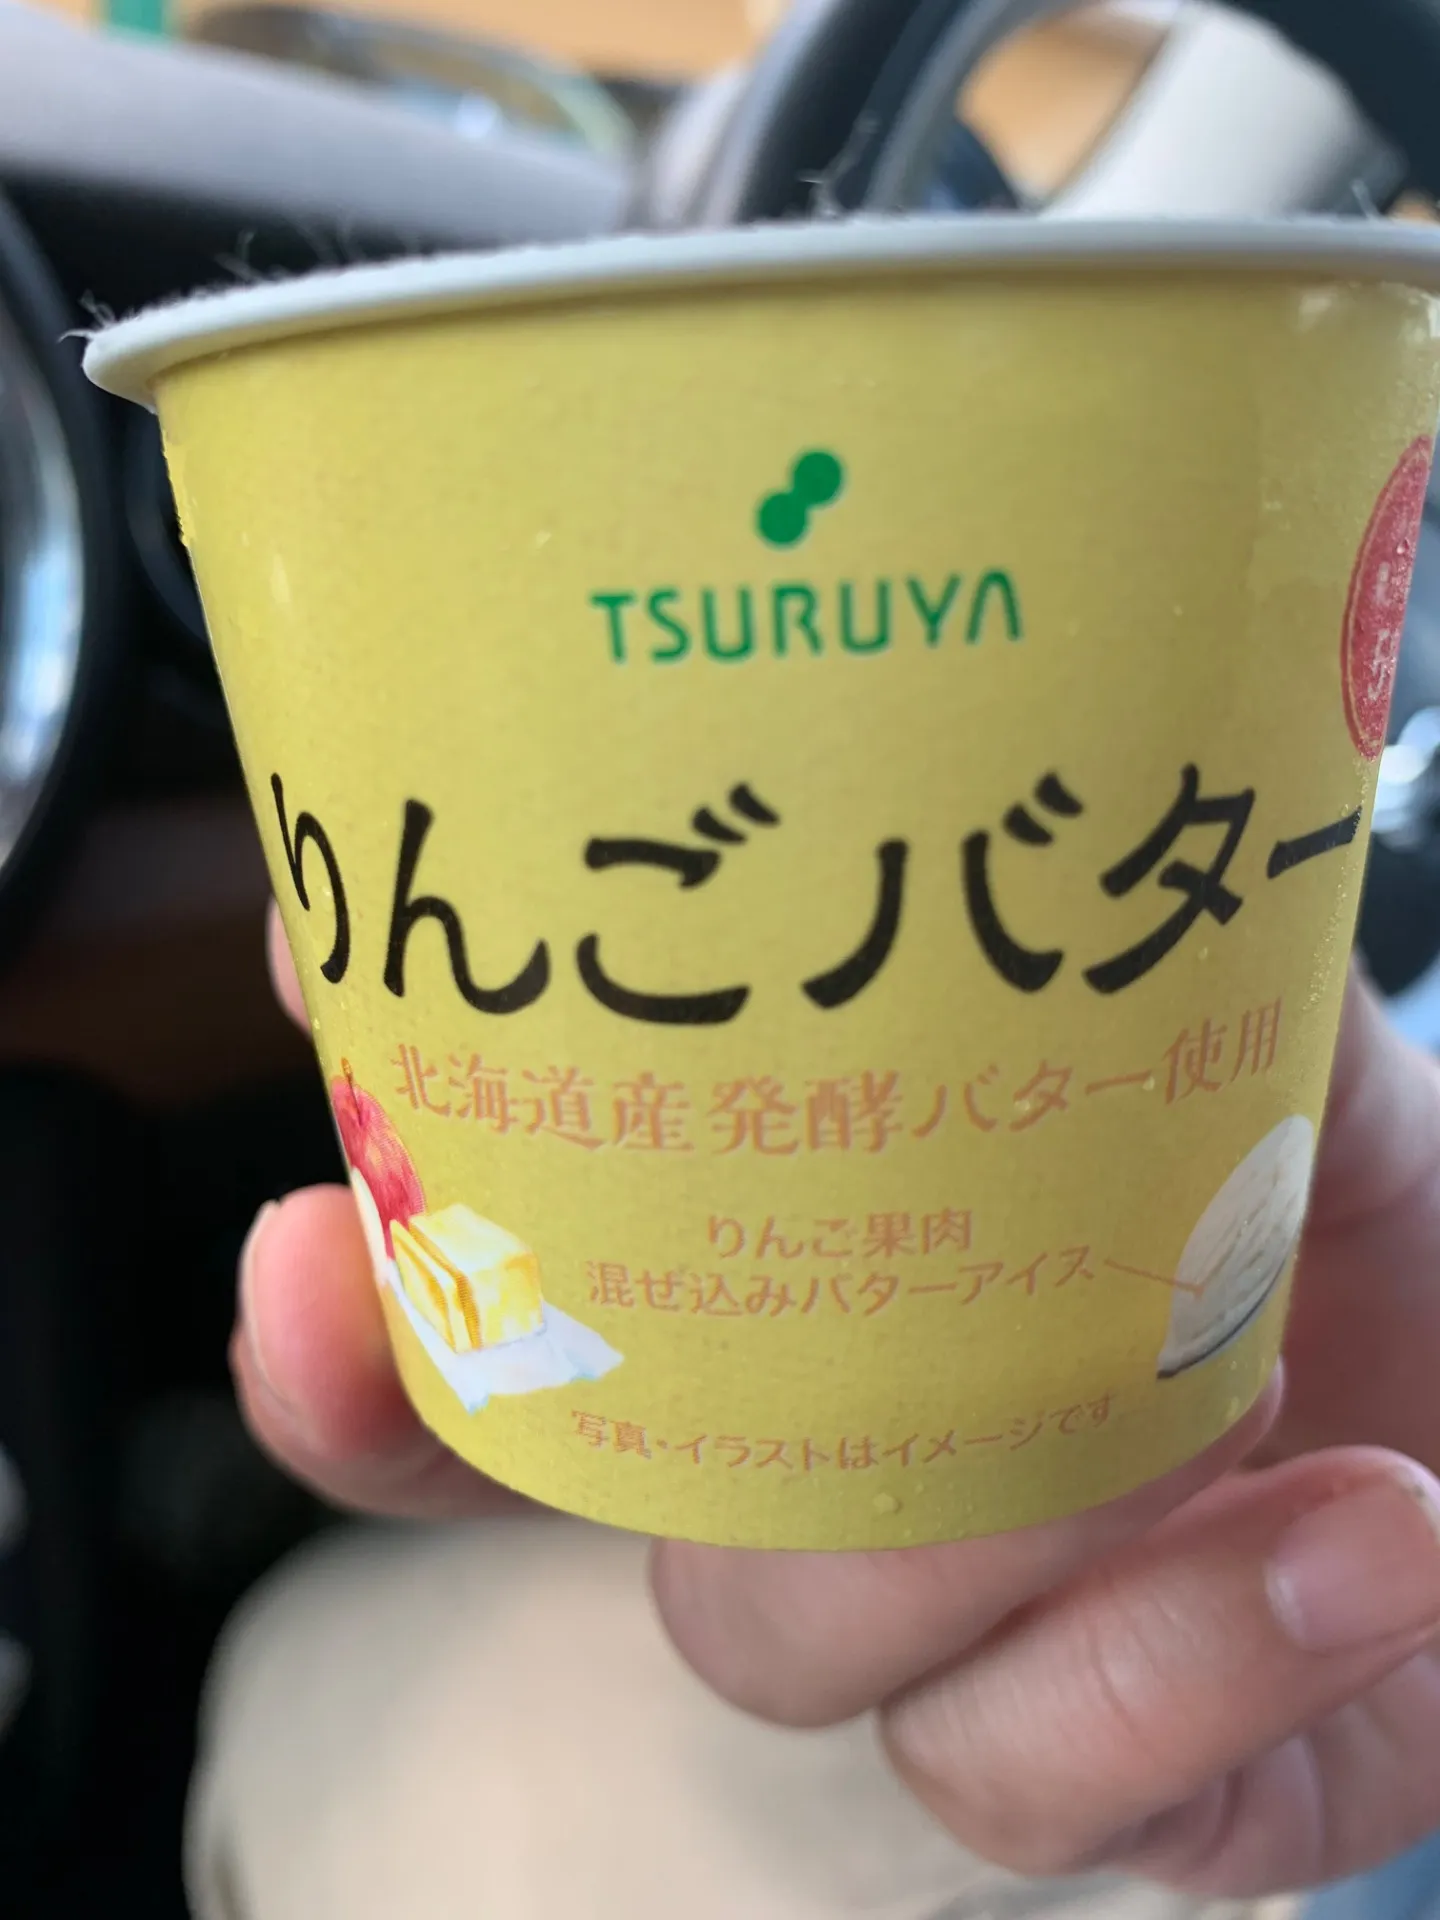 TSURUYA
りんごバター
北海道産発酵バター使用
りんご果肉
混ぜ込みバターアイス
写真・イラストはイメージです